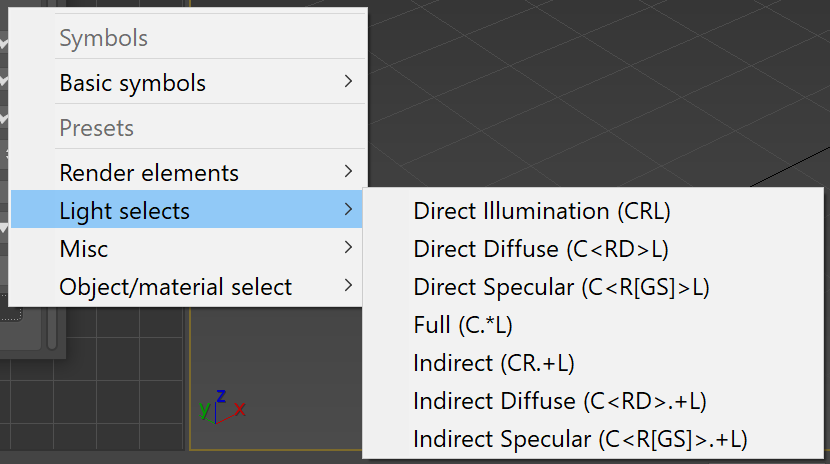 Symbols
Basic symbols
Presets
Render elements
Light selects
Misc
Object/material select
Direct Illumination (CRL)
Direct Diffuse (C<RD>L)
Direct Specular (C<R[GS]>L)
Full (C.*L)
Indirect (CR.+L)
Indirect Diffuse (C<RD>.+L)
Indirect Specular (C<R[GS]>.+L)
z
y
x